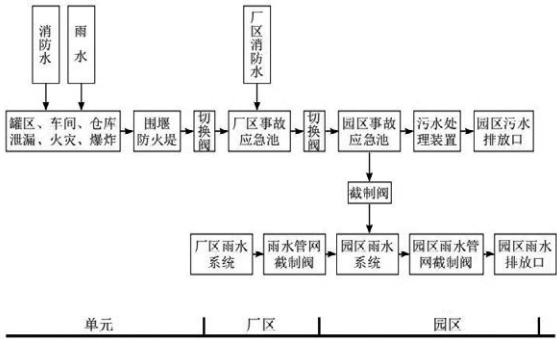 消防水
雨水
厂区消防水
罐区、车间、仓库
泄漏、火灾、爆炸
围堰
防火堤
切换阀
厂区事故
应急池
切换阀
园区事故
应急池
污水处
理装置
园区污水
排放口
截制阀
厂区雨水
系统
雨水管网
截制阀
园区雨水
系统
园区雨水管
网截制阀
园区雨水
排放口
单元
厂区
园区